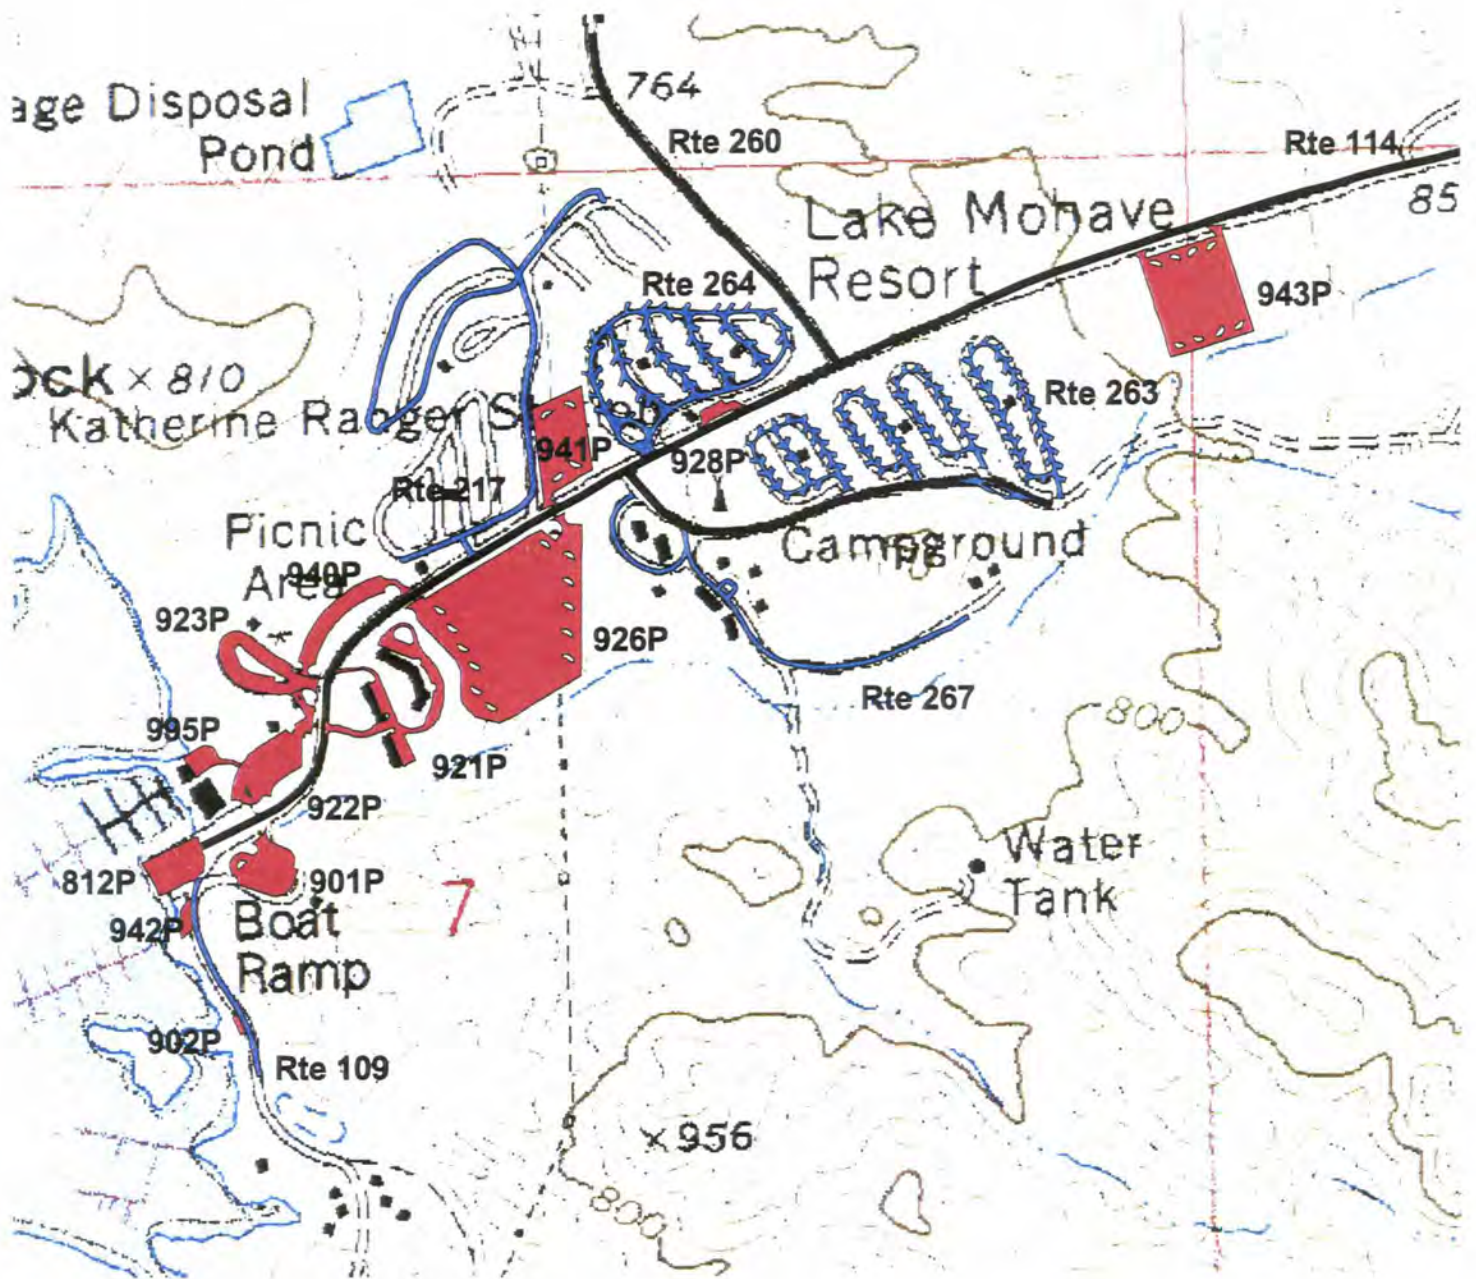 764
age Disposal
Pond
Rte 260
Rte 114
85
Lake Mohave
Resort
Rte 264
943P
ock × 810
Katherine Ranger
Rte 263
941P
928P
Rte 217
Picnic
Area
Campground
940P
923P
926P
Rte 267
800
995P
921P
922P
Water
Tank
812P
901P
7
942P
Boat
Ramp
902P
Rte 109
×956
800